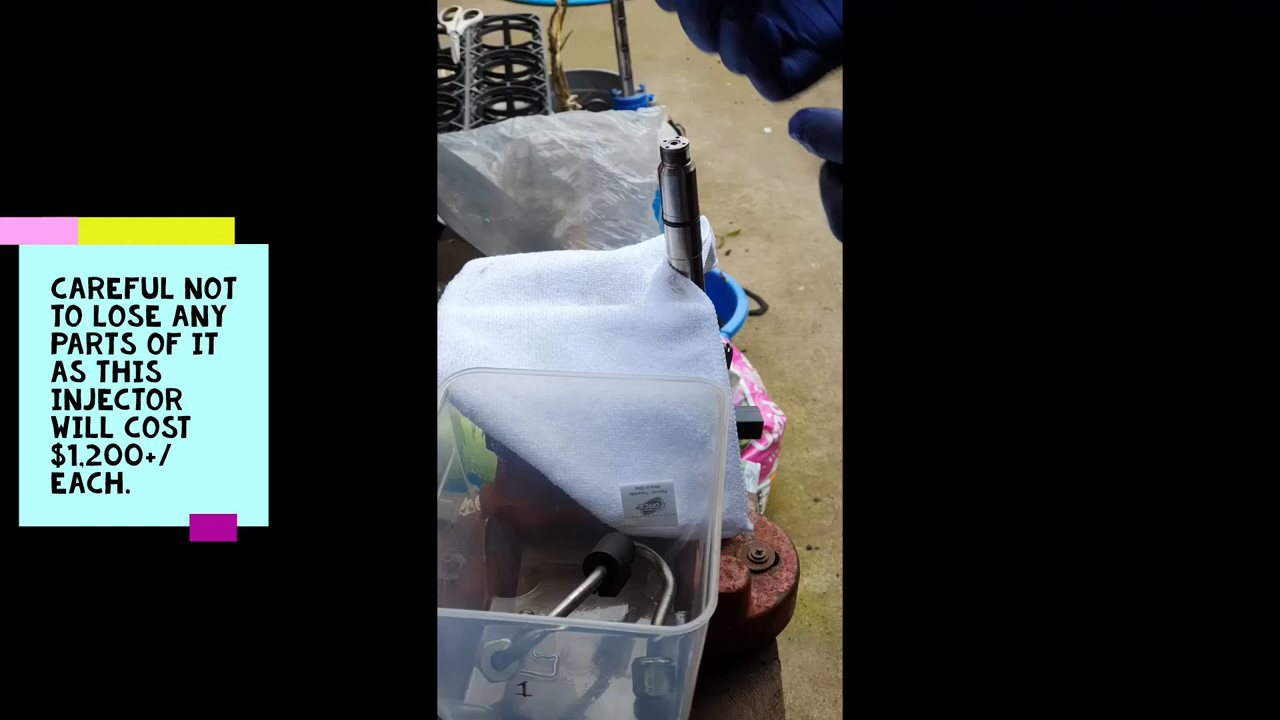 CAREFUL NOT
TO LOSE ANY
PARTS OF IT
AS THIS
INJECTOR
WILL COST
$1,200+/
EACH.
1